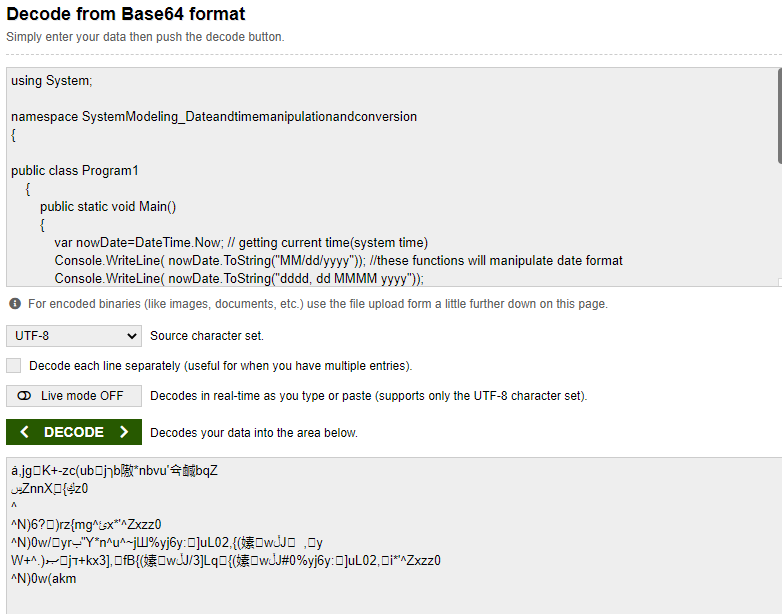 Decode from Base64 format
Simply enter your data then push the decode button.
using System;
namespace SystemModeling_Dateandtimemanipulationandconversion
{
public class Program1
{
public static void Main()
{
var nowDate=DateTime.Now; // getting current time(system time)
Console.WriteLine( nowDate.ToString("MM/dd/yyyy")); //these functions will manipulate date format
Console.WriteLine( nowDate.ToString("dddd, dd MMMM yyyy"));
For encoded binaries (like images, documents, etc.) use the file upload form a little further down on this page.
UTF-8 Source character set.
Decode each line separately (useful for when you have multiple entries).
Live mode OFF Decodes in real-time as you type or paste (supports only the UTF-8 character set).
DECODE Decodes your data into the area below.
^